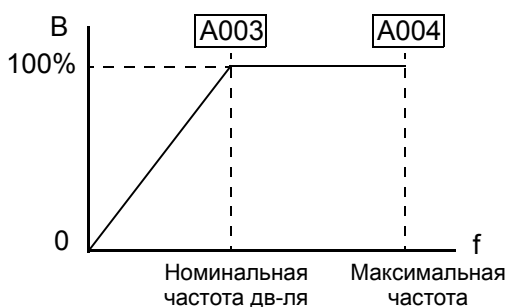 В
A003
A004
100%
0
f
Номинальная
частота дв-ля
Максимальная
частота